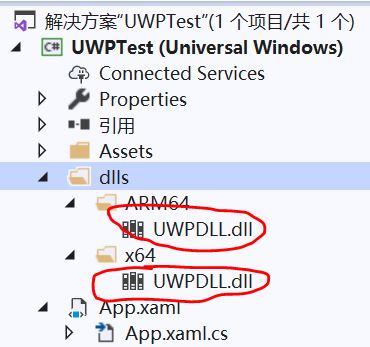 解决方案“UWPTest”(1 个项目/共 1 个)
C# UWPTest (Universal Windows)
Connected Services
Properties
引用
Assets
dlls
ARM64
UWPDLL.dll
x64
UWPDLL.dll
App.xaml
App.xaml.cs